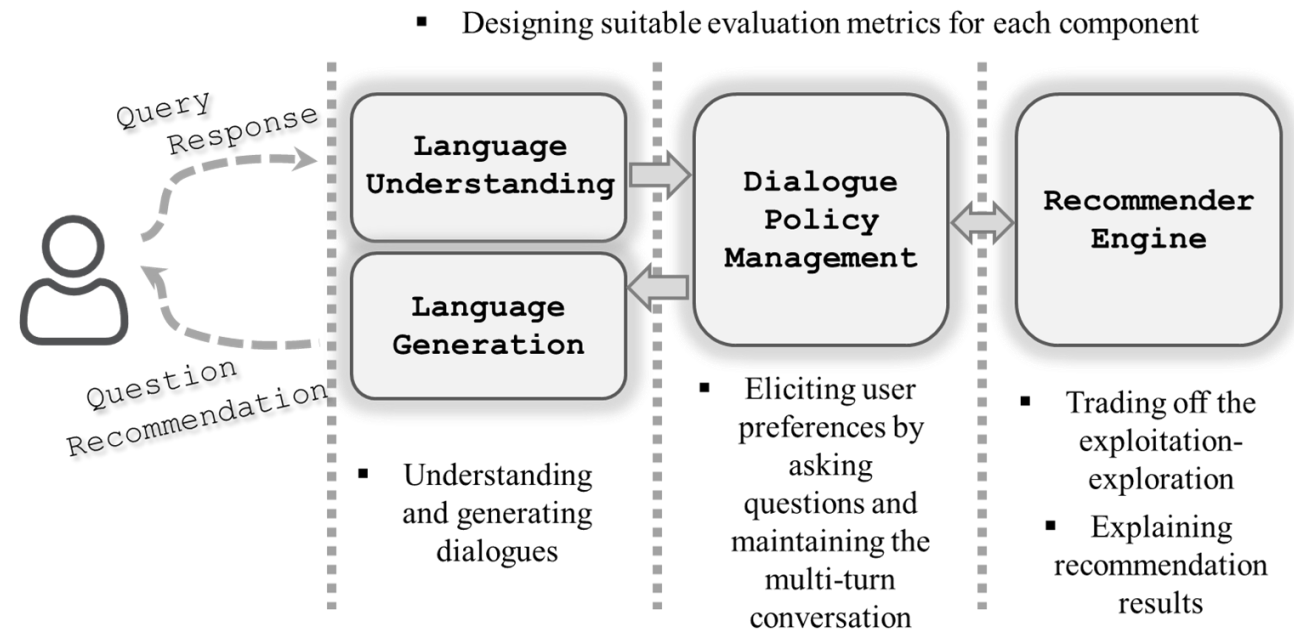 ▪ Designing suitable evaluation metrics for each component
Query
Response
Question
Recommendation
Language
Understanding
Language
Generation
▪ Understanding
and generating
dialogues
Dialogue
Policy
Management
▪ Eliciting user
preferences by
asking
questions and
maintaining the
multi-turn
conversation
Recommender
Engine
▪ Trading off the
exploitation-
exploration
▪ Explaining
recommendation
results